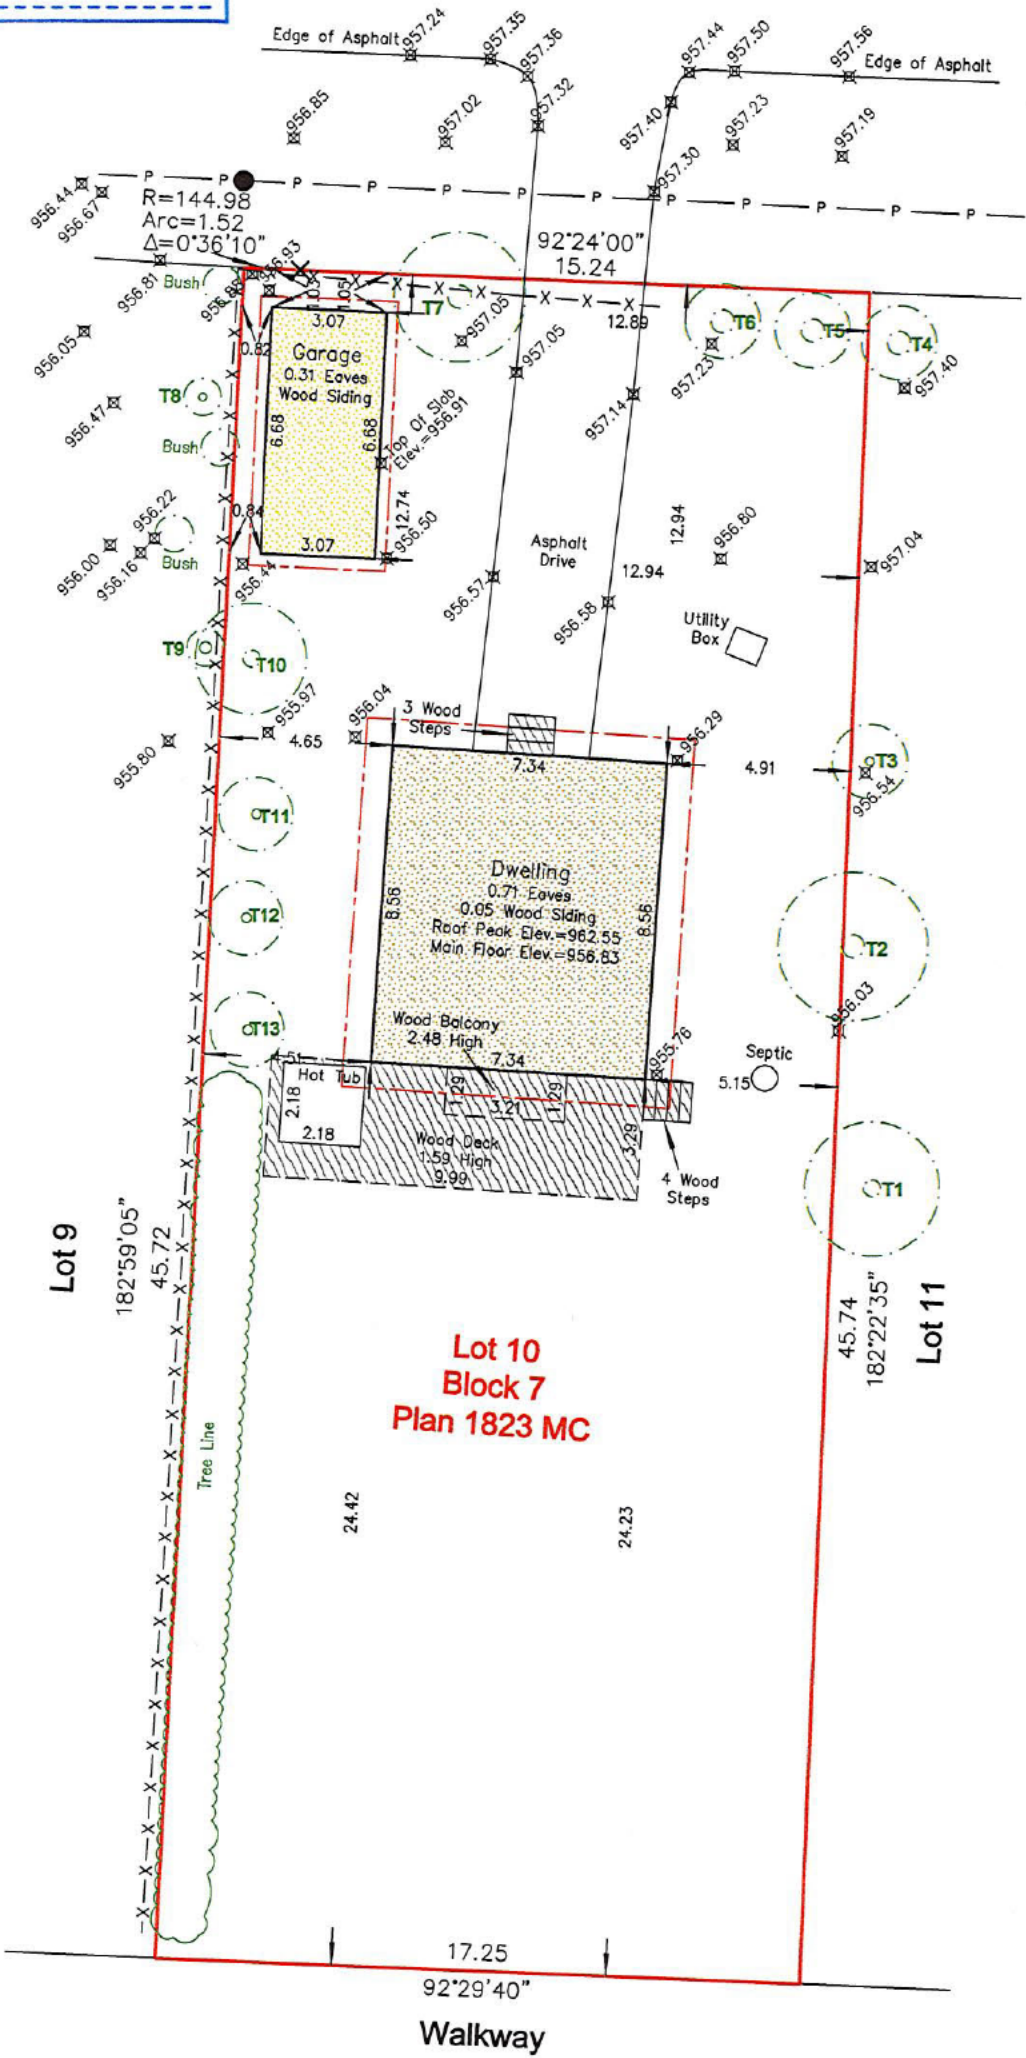 Edge of Asphalt
957.24
957.35
957.36
957.32
957.44
957.50
957.56
Edge of Asphalt
956.85
957.02
957.40
957.23
957.19
957.30
956.44
956.67
P P P P P P P P P P P
R=144.98
Arc=1.52
Δ=0°36'10"
92°24'00"
15.24
956.81
Bush
956.88
956.93
1.03
1.05
T7
957.05
12.89
T6
T5
T4
957.23
957.40
3.07
0.82
Garage
0.31 Eaves
Wood Siding
957.05
956.05
956.47
T8
Bush
6.68
6.68
Top Of Slab
Elev.=956.91
957.14
956.22
956.00
956.16
Bush
0.84
3.07
956.44
12.74
956.50
Asphalt
Drive
956.57
956.58
12.94
12.94
956.80
957.04
Utility
Box
T9
T10
955.97
956.04
955.80
4.65
3 Wood
Steps
7.34
956.29
4.91
T3
956.54
T11
T12
T13
8.56
8.56
Dwelling
0.71 Eaves
0.05 Wood Siding
Roof Peak Elev.=962.55
Main Floor Elev.=956.83
T2
956.03
Wood Balcony
2.48 High
7.34
955.76
Septic
5.15
4.51
Hot Tub
2.18
2.18
1.29
3.21
1.29
3.29
Wood Deck
1.59 High
9.99
4 Wood
Steps
T1
Lot 9
182°59'05"
45.72
45.74
182°22'35"
Lot 11
Lot 10
Block 7
Plan 1823 MC
Tree Line
24.42
24.23
17.25
92°29'40"
Walkway